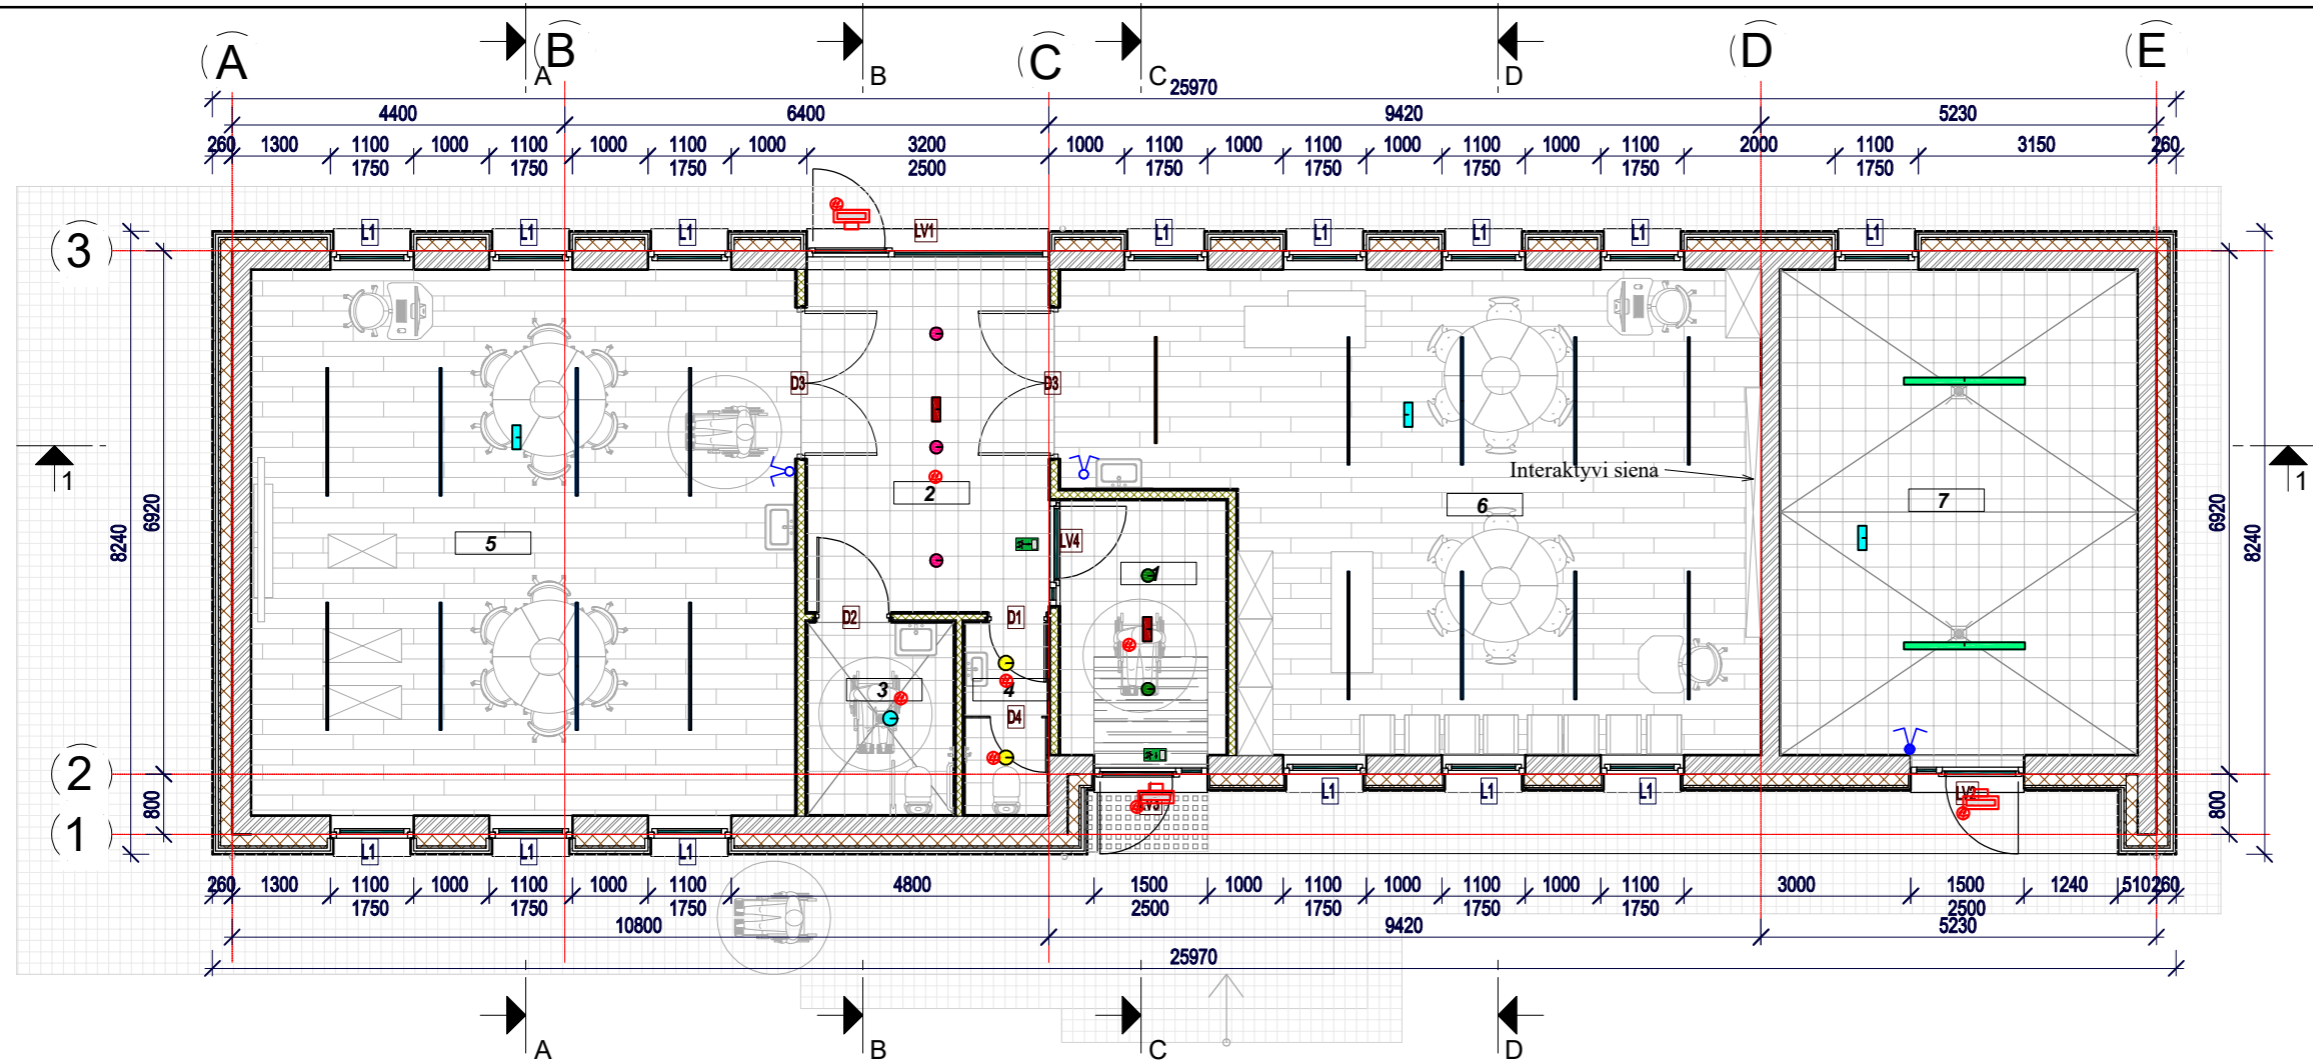 A B C D E
A B C D
25970
4400 6400 9420 5230
260 1300 1100 1000 1100 1000 1100 1000 3200 1000 1100 1000 1100 1000 1100 1000 1100 2000 1100 3150 260
1750 1750 1750 2500 1750 1750 1750 1750 1750
L1 L1 L1 LV1 L1 L1 L1 L1 L1
3
D3 D3
1 1
Interaktyvi siena
2 6 7
5 LV4
8240 6920 6920 8240
D2 D1
3 4
D4
2
800 LV3 L1 L1 L1 LV2 800
1
L1 L1 L1
260 1300 1100 1000 1100 1000 1100 4800 1500 1000 1100 1000 1100 1000 1100 3000 1500 1240 510 260
1750 1750 1750 2500 1750 1750 1750 2500
10800 9420 5230
25970
A B C D